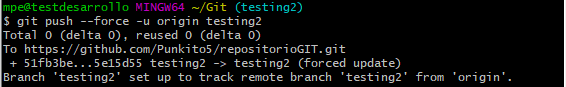 mpe@testdesarrollo MINGW64 ~/Git (testing2)
$ git push --force -u origin testing2
Total 0 (delta 0), reused 0 (delta 0)
To https://github.com/Punkito5/repositorioGIT.git
 + 51fb3be...5e15d55 testing2 -> testing2 (forced update)
Branch 'testing2' set up to track remote branch 'testing2' from 'origin'.